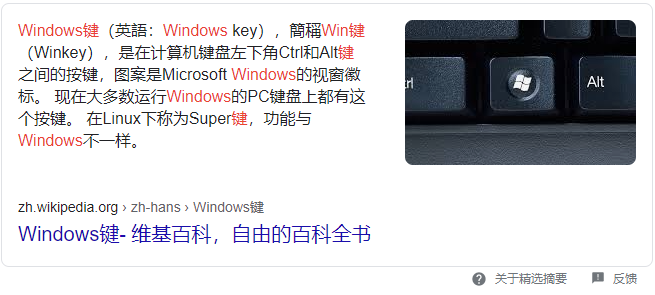 Windows键（英語：Windows key），簡稱Win键
（Winkey），是在计算机键盘左下角Ctrl和Alt键
之间的按键，图案是Microsoft Windows的视窗徽
标。 现在大多数运行Windows的PC键盘上都有这
个按键。 在Linux下称为Super键，功能与
Windows不一样。
trl
Alt
zh.wikipedia.org › zh-hans › Windows键
Windows键- 维基百科，自由的百科全书
关于精选摘要
反馈